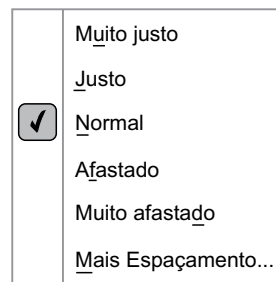 Muito justo
Justo
Normal
Afastado
Muito afastado
Mais Espaçamento...